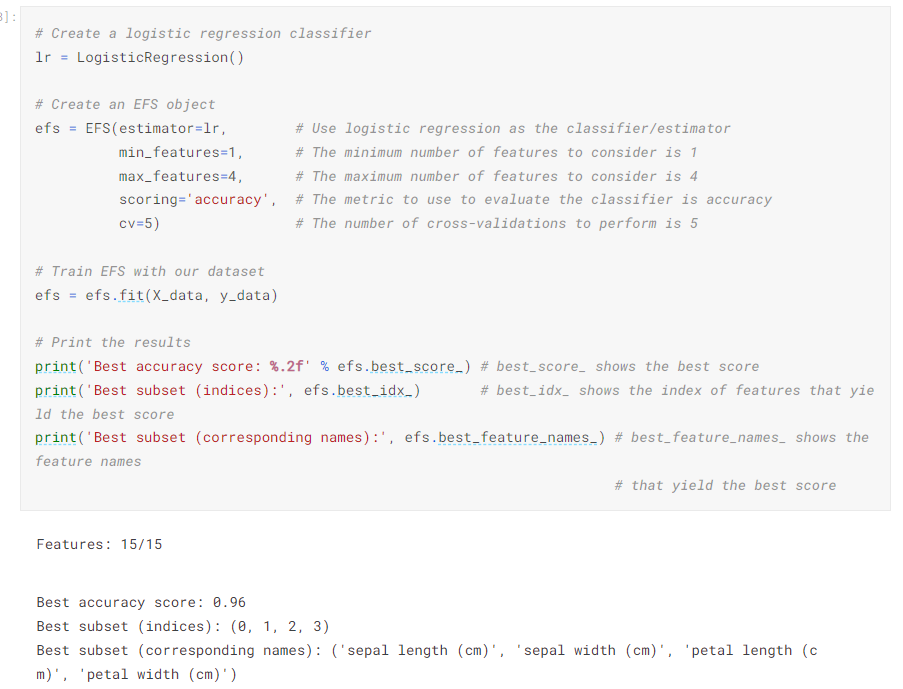 3]:
# Create a logistic regression classifier
lr = LogisticRegression()
# Create an EFS object
efs = EFS(estimator=lr,        # Use logistic regression as the classifier/estimator
          min_features=1,      # The minimum number of features to consider is 1
          max_features=4,      # The maximum number of features to consider is 4
          scoring='accuracy',  # The metric to use to evaluate the classifier is accuracy
          cv=5)                # The number of cross-validations to perform is 5
# Train EFS with our dataset
efs = efs.fit(X_data, y_data)
# Print the results
print('Best accuracy score: %.2f' % efs.best_score_) # best_score_ shows the best score
print('Best subset (indices):', efs.best_idx_)       # best_idx_ shows the index of features that yie
ld the best score
print('Best subset (corresponding names):', efs.best_feature_names_) # best_feature_names_ shows the
feature names
                                                                     # that yield the best score
Features: 15/15
Best accuracy score: 0.96
Best subset (indices): (0, 1, 2, 3)
Best subset (corresponding names): ('sepal length (cm)', 'sepal width (cm)', 'petal length (c
m)', 'petal width (cm)')